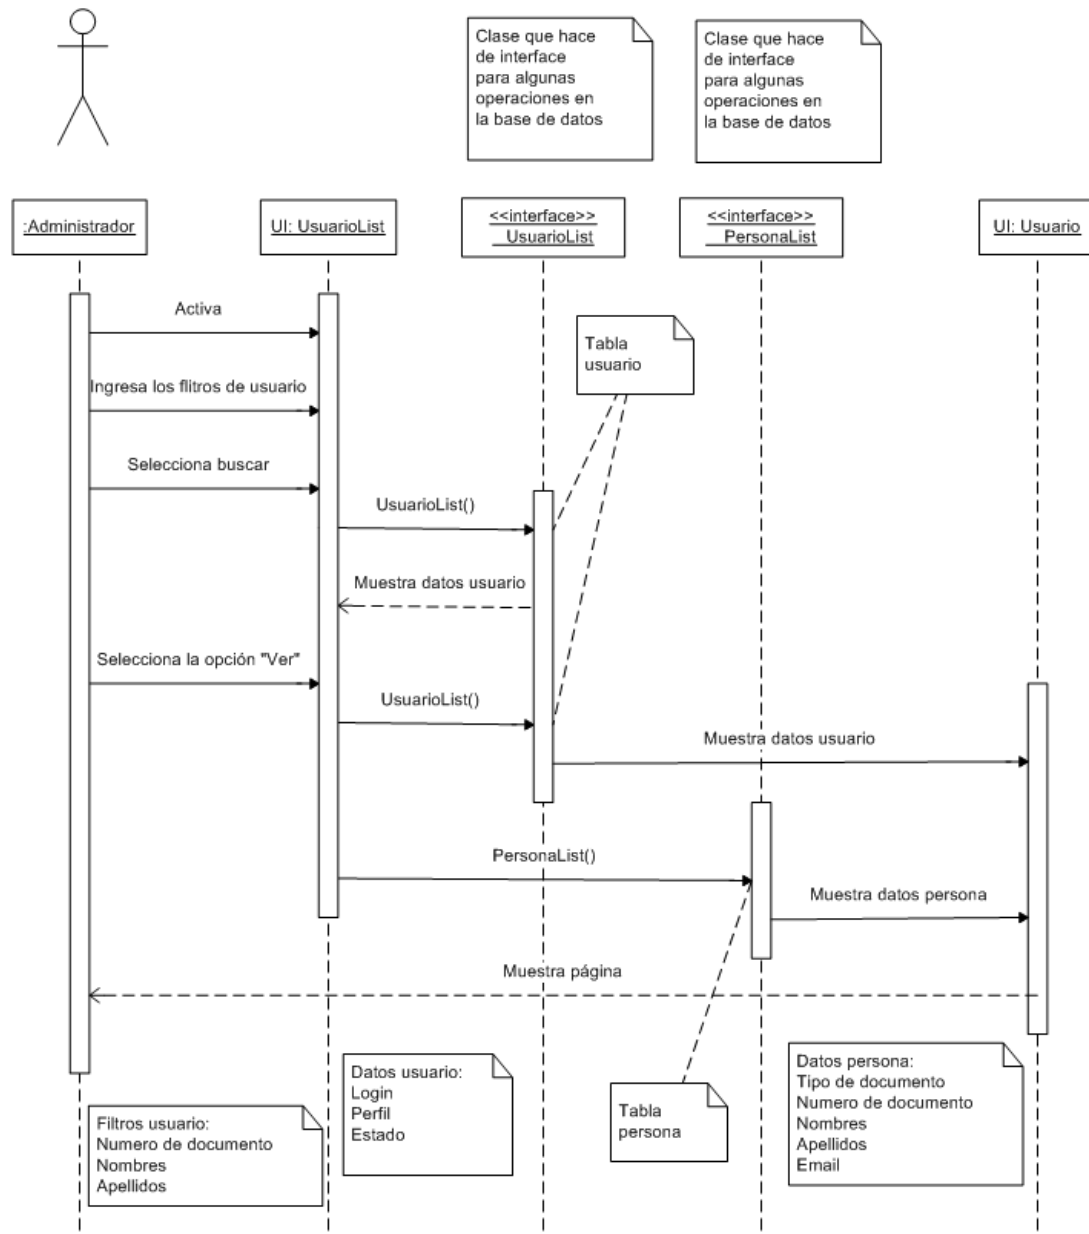 Clase que hace
de interface
para algunas
operaciones en
la base de datos
Clase que hace
de interface
para algunas
operaciones en
la base de datos
:Administrador
UI: UsuarioList
<<interface>>
UsuarioList
<<interface>>
PersonaList
UI: Usuario
Activa
Tabla
usuario
Ingresa los flitros de usuario
Selecciona buscar
UsuarioList()
Muestra datos usuario
Selecciona la opción "Ver"
UsuarioList()
Muestra datos usuario
PersonaList()
Muestra datos persona
Muestra página
Filtros usuario:
Numero de documento
Nombres
Apellidos
Datos usuario:
Login
Perfil
Estado
Tabla
persona
Datos persona:
Tipo de documento
Numero de documento
Nombres
Apellidos
Email